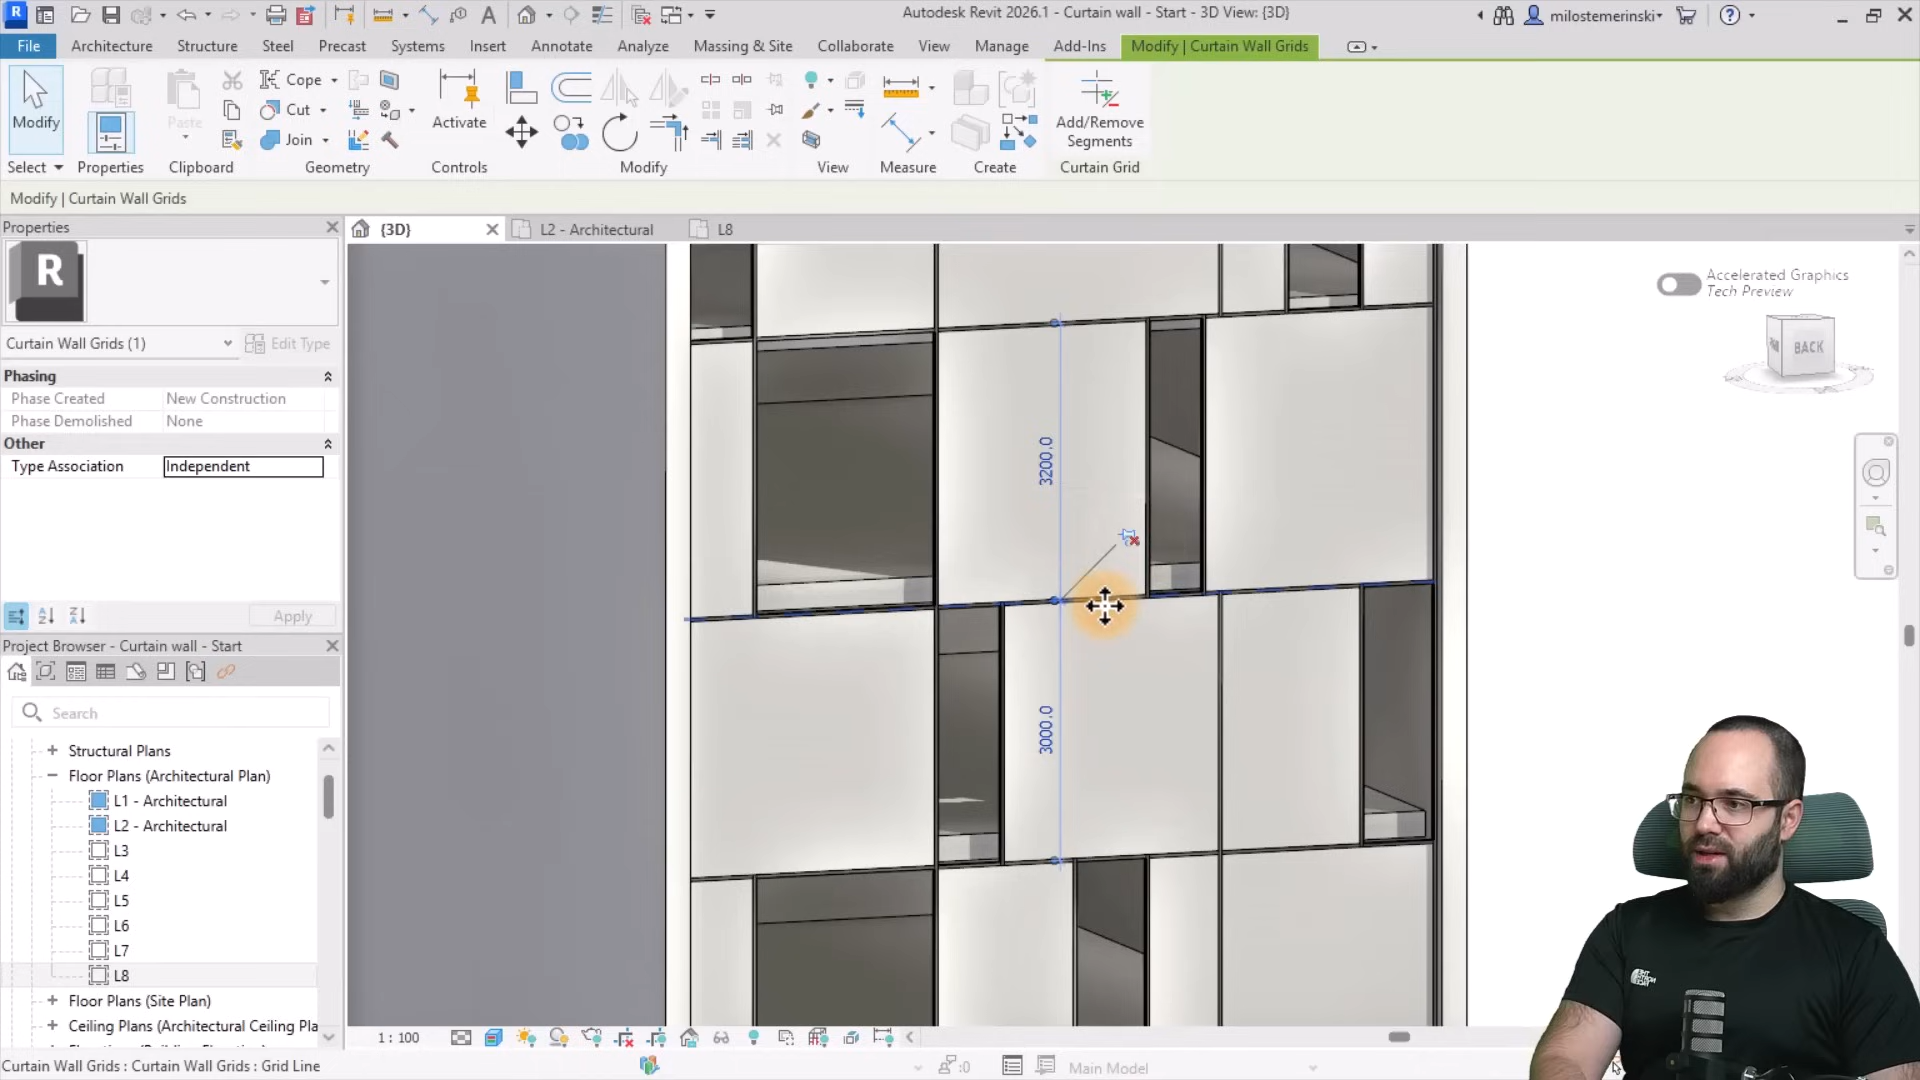 Autodesk Revit 2026.1 - Curtain wall - Start - 3D View: {3D}
milostemerinski
File
Architecture
Structure
Steel
Precast
Systems
Insert
Annotate
Analyze
Massing & Site
Collaborate
View
Manage
Add-Ins
Modify | Curtain Wall Grids
Modify
Properties
Paste
Cope
Cut
Join
Activate
Add/Remove
Segments
Select
Properties
Clipboard
Geometry
Controls
Modify
View
Measure
Create
Curtain Grid
Modify | Curtain Wall Grids
Properties
{3D}
L2 - Architectural
L8
R
Curtain Wall Grids (1)
Edit Type
Phasing
Phase Created New Construction
Phase Demolished None
Other
Type Association Independent
Apply
Project Browser - Curtain wall - Start
Search
Structural Plans
Floor Plans (Architectural Plan)
L1 - Architectural
L2 - Architectural
L3
L4
L5
L6
L7
L8
Floor Plans (Site Plan)
Ceiling Plans (Architectural Ceiling Pla
3200.0
3000.0
Accelerated Graphics
Tech Preview
BACK
1 : 100
Curtain Wall Grids : Curtain Wall Grids : Grid Line
:0
Main Model
THE
NORTH
FACE